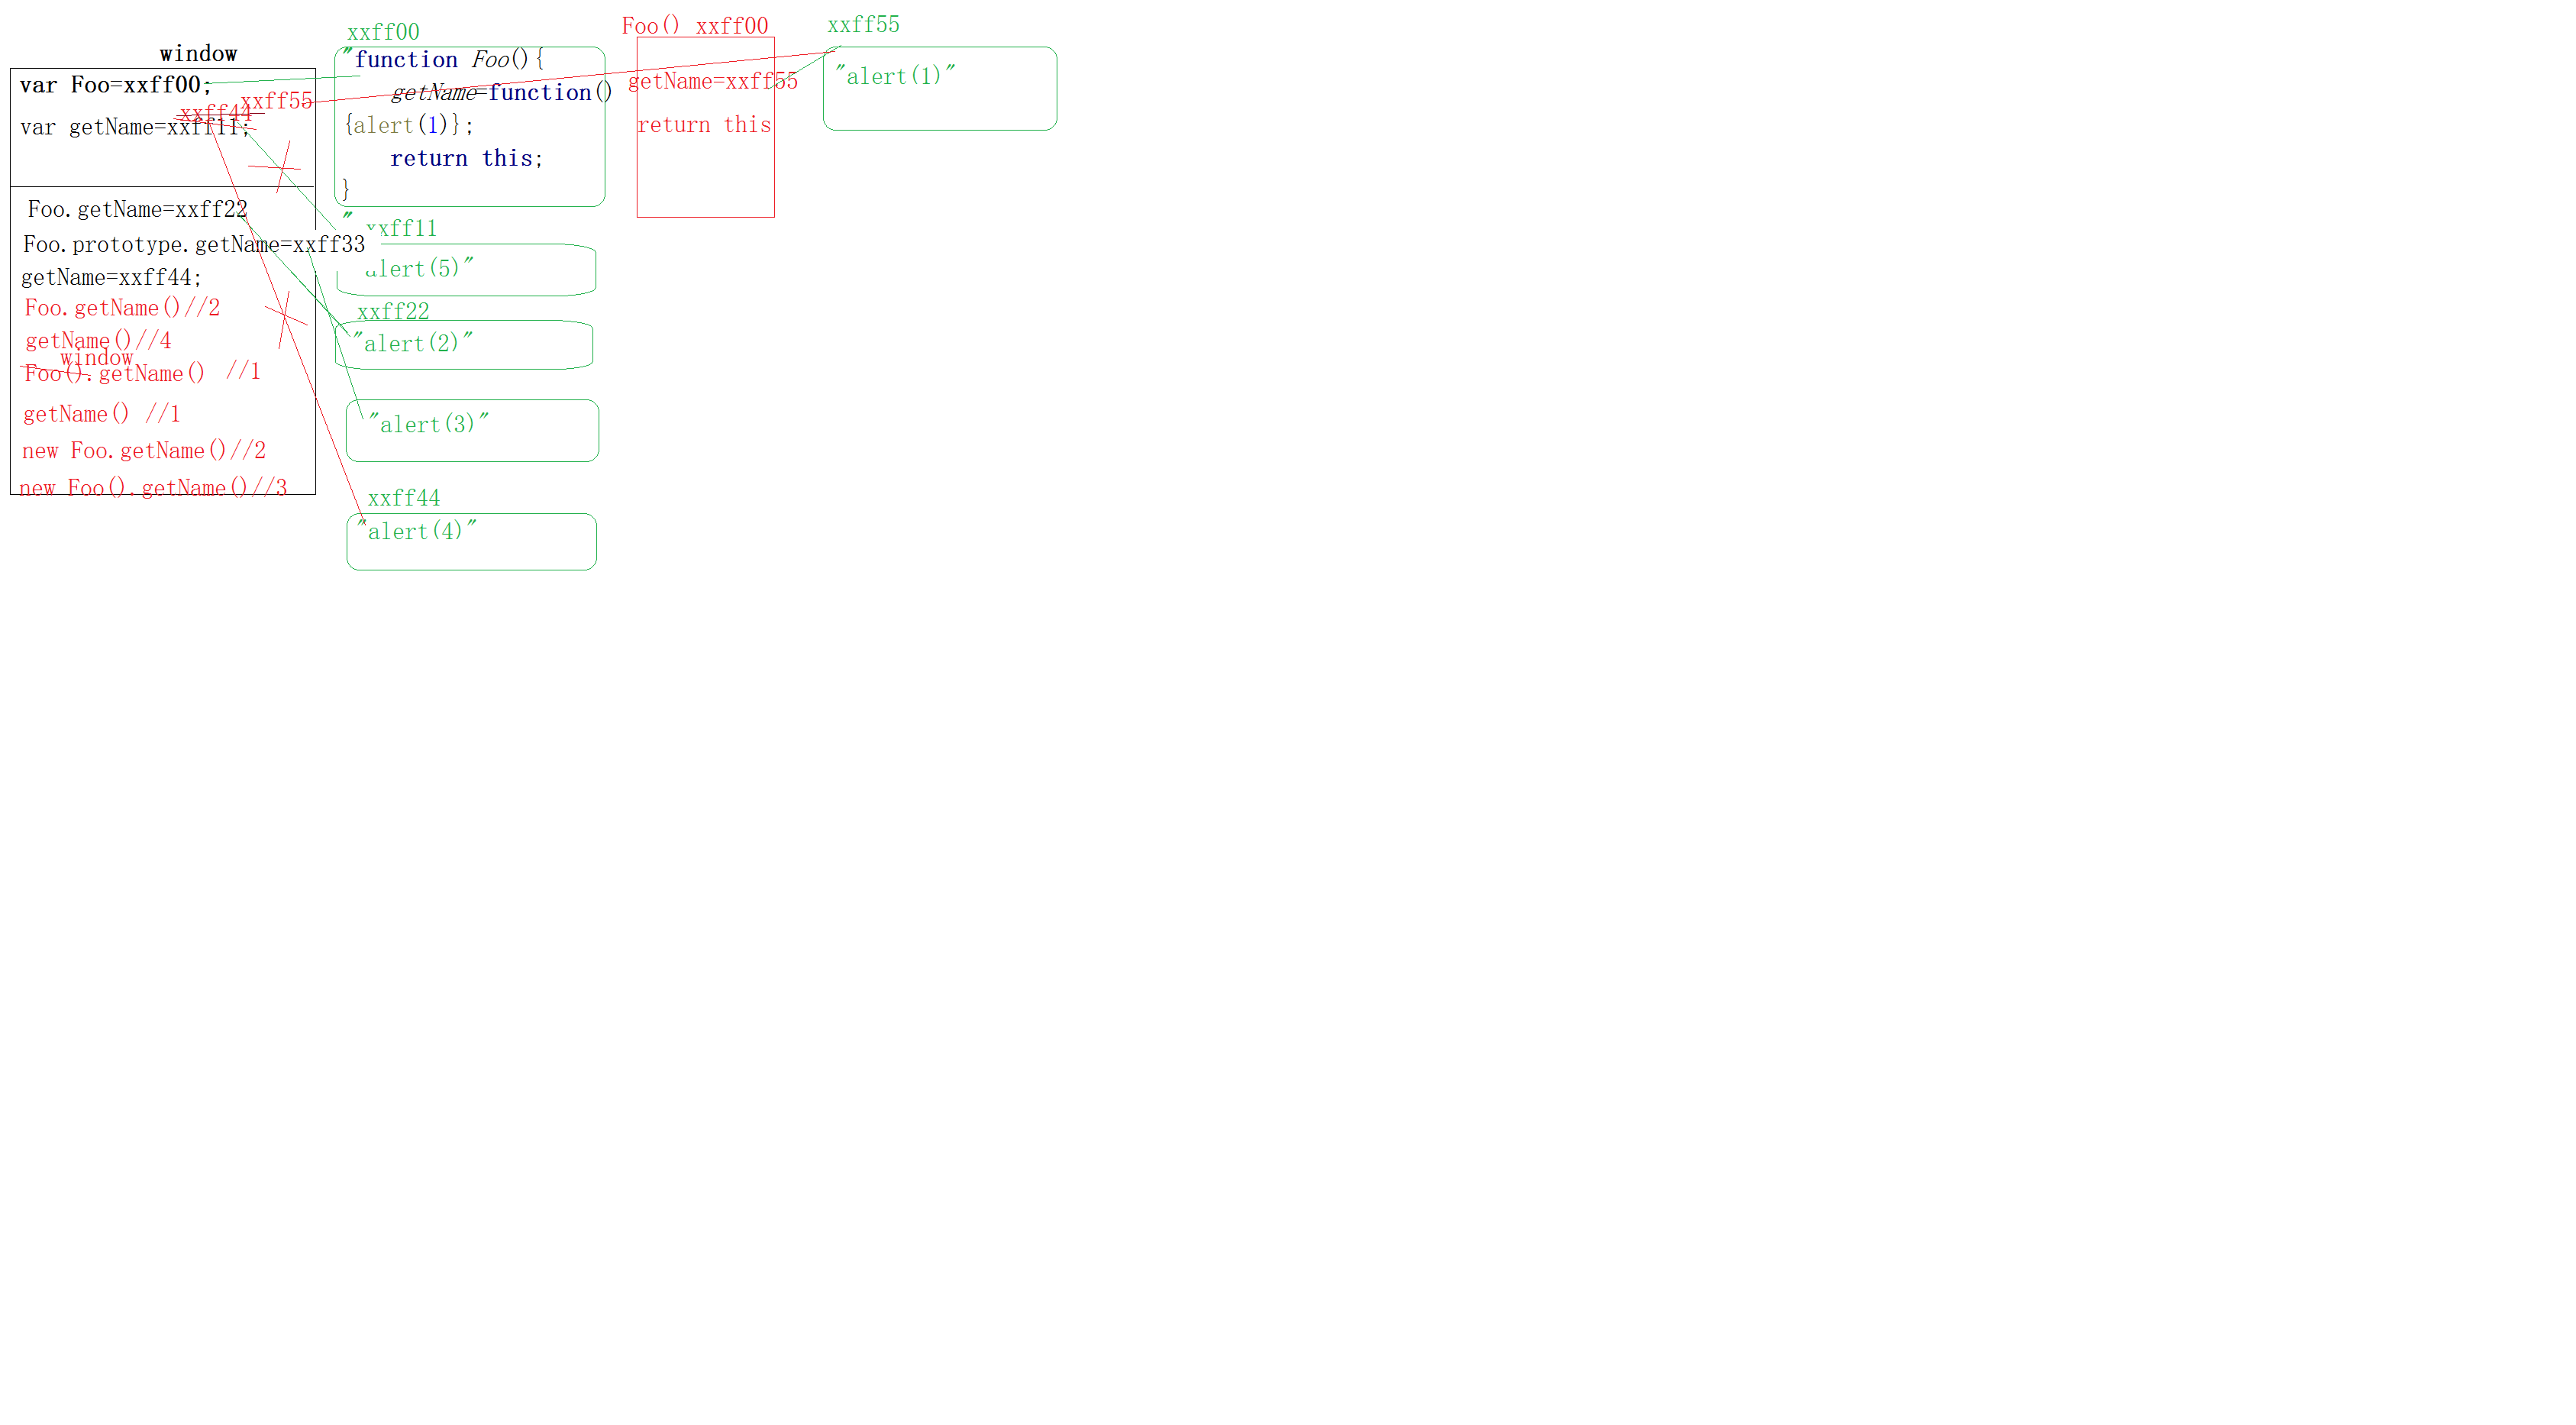 window
var Foo=xxff00;
xxff55
xxff44
var getName=xxff11;
Foo.getName=xxff22
Foo.prototype.getName=xxff33
getName=xxff44;
Foo.getName()//2
getName()//4
window
Foo().getName() //1
getName() //1
new Foo.getName()//2
new Foo().getName()//3
xxff00
"function Foo(){
getName=function()
{alert(1)};
return this;
}
"
xxff11
alert(5)"
xxff22
"alert(2)"
"alert(3)"
xxff44
"alert(4)"
Foo() xxff00
getName=xxff55
return this
xxff55
"alert(1)"